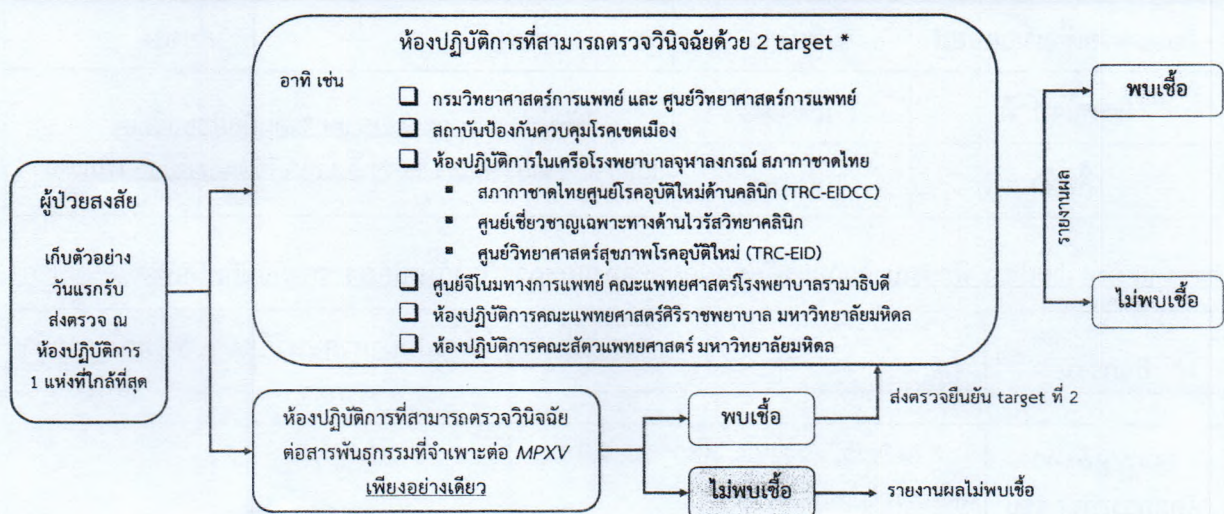 ห้องปฏิบัติการที่สามารถตรวจวินิจฉัยด้วย 2 target *
อาทิ เช่น
❑ กรมวิทยาศาสตร์การแพทย์ และ ศูนย์วิทยาศาสตร์การแพทย์
❑ สถาบันป้องกันควบคุมโรคเขตเมือง
❑ ห้องปฏิบัติการในเครือโรงพยาบาลจุฬาลงกรณ์ สภากาชาดไทย
▪ สภากาชาดไทยศูนย์โรคอุบัติใหม่ด้านคลินิก (TRC-EIDCC)
▪ ศูนย์เชี่ยวชาญเฉพาะทางด้านไวรัสวิทยาคลินิก
▪ ศูนย์วิทยาศาสตร์สุขภาพโรคอุบัติใหม่ (TRC-EID)
❑ ศูนย์จีโนมทางการแพทย์ คณะแพทยศาสตร์โรงพยาบาลรามาธิบดี
❑ ห้องปฏิบัติการคณะแพทยศาสตร์ศิริราชพยาบาล มหาวิทยาลัยมหิดล
❑ ห้องปฏิบัติการคณะสัตวแพทยศาสตร์ มหาวิทยาลัยมหิดล
ผู้ป่วยสงสัย
เก็บตัวอย่าง
วันแรกรับ
ส่งตรวจ ณ
ห้องปฏิบัติการ
1 แห่งที่ใกล้ที่สุด
รายงานผล
พบเชื้อ
ไม่พบเชื้อ
ห้องปฏิบัติการที่สามารถตรวจวินิจฉัย
ต่อสารพันธุกรรมที่จำเพาะต่อ MPXV
เพียงอย่างเดียว
พบเชื้อ
ส่งตรวจยืนยัน target ที่ 2
ไม่พบเชื้อ
รายงานผลไม่พบเชื้อ